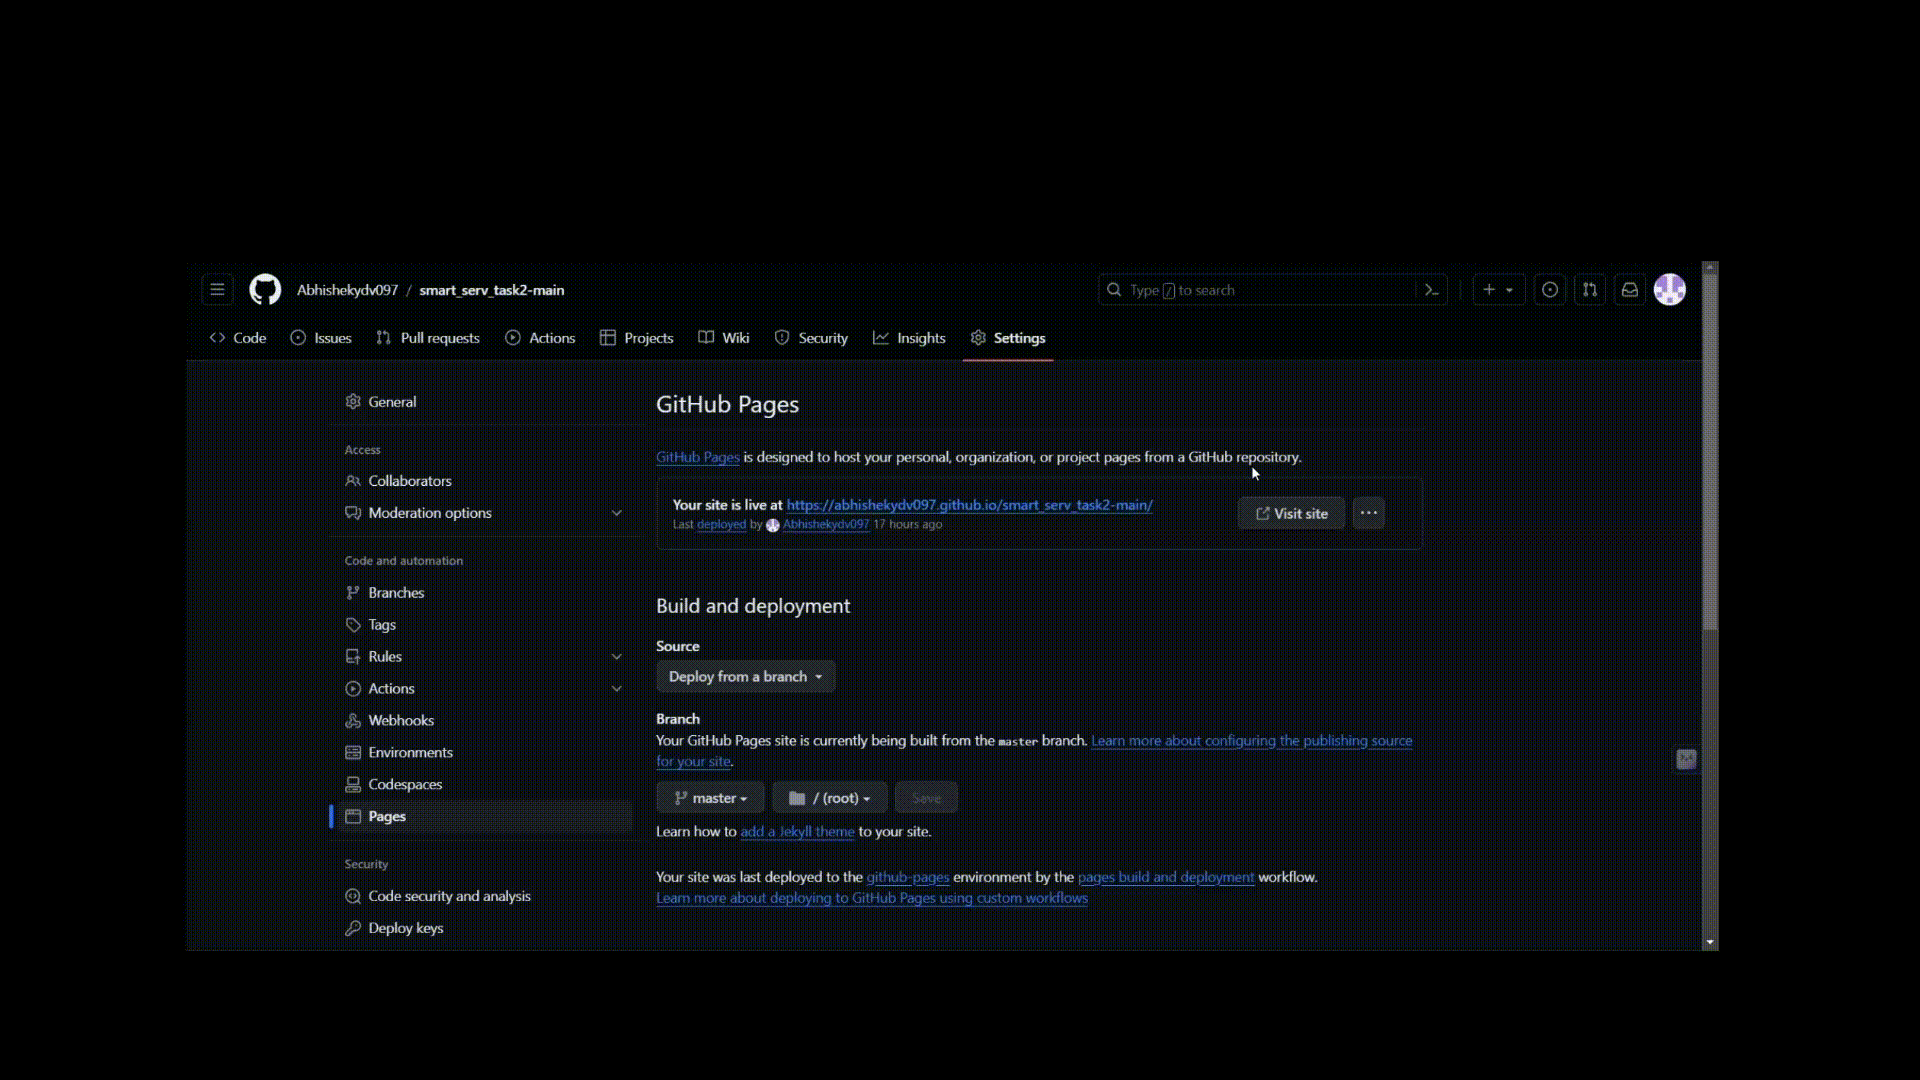 Abhishekydv097 / smart_serv_task2-main
Type / to search
Code Issues Pull requests Actions Projects Wiki Security Insights Settings
General
Access
Collaborators
Moderation options
Code and automation
Branches
Tags
Rules
Actions
Webhooks
Environments
Codespaces
Pages
Security
Code security and analysis
Deploy keys
GitHub Pages
GitHub Pages is designed to host your personal, organization, or project pages from a GitHub repository.
Your site is live at https://abhishekydv097.github.io/smart_serv_task2-main/
Last deployed by Abhishekydv097 17 hours ago
Visit site
Build and deployment
Source
Deploy from a branch
Branch
Your GitHub Pages site is currently being built from the master branch. Learn more about configuring the publishing source
for your site.
master / (root) Save
Learn how to add a Jekyll theme to your site.
Your site was last deployed to the github-pages environment by the pages build and deployment workflow.
Learn more about deploying to GitHub Pages using custom workflows